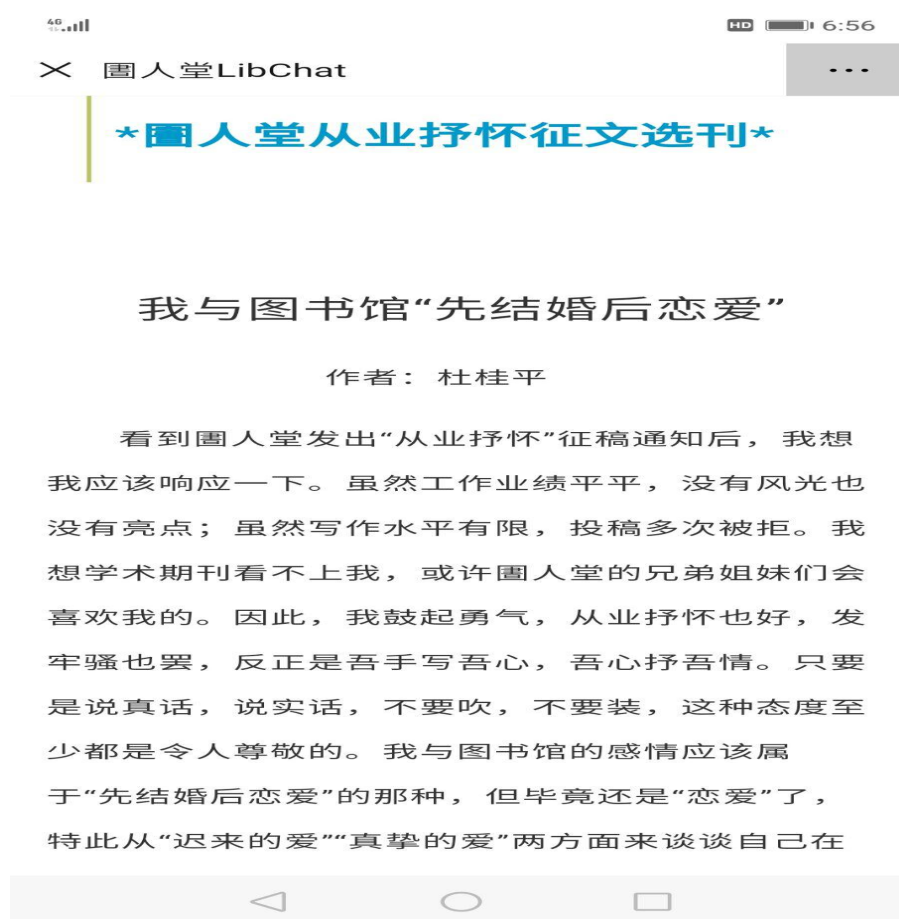 4G
HD 6:56
圕人堂LibChat
*圕人堂从业抒怀征文选刊*
我与图书馆“先结婚后恋爱”
作者：杜桂平
看到圕人堂发出“从业抒怀”征稿通知后，我想
我应该响应一下。虽然工作业绩平平，没有风光也
没有亮点；虽然写作水平有限，投稿多次被拒。我
想学术期刊看不上我，或许圕人堂的兄弟姐妹们会
喜欢我的。因此，我鼓起勇气，从业抒怀也好，发
牢骚也罢，反正是吾手写吾心，吾心抒吾情。只要
是说真话，说实话，不要吹，不要装，这种态度至
少都是令人尊敬的。我与图书馆的感情应该属
于“先结婚后恋爱”的那种，但毕竟还是“恋爱”了，
特此从“迟来的爱”“真挚的爱”两方面来谈谈自己在